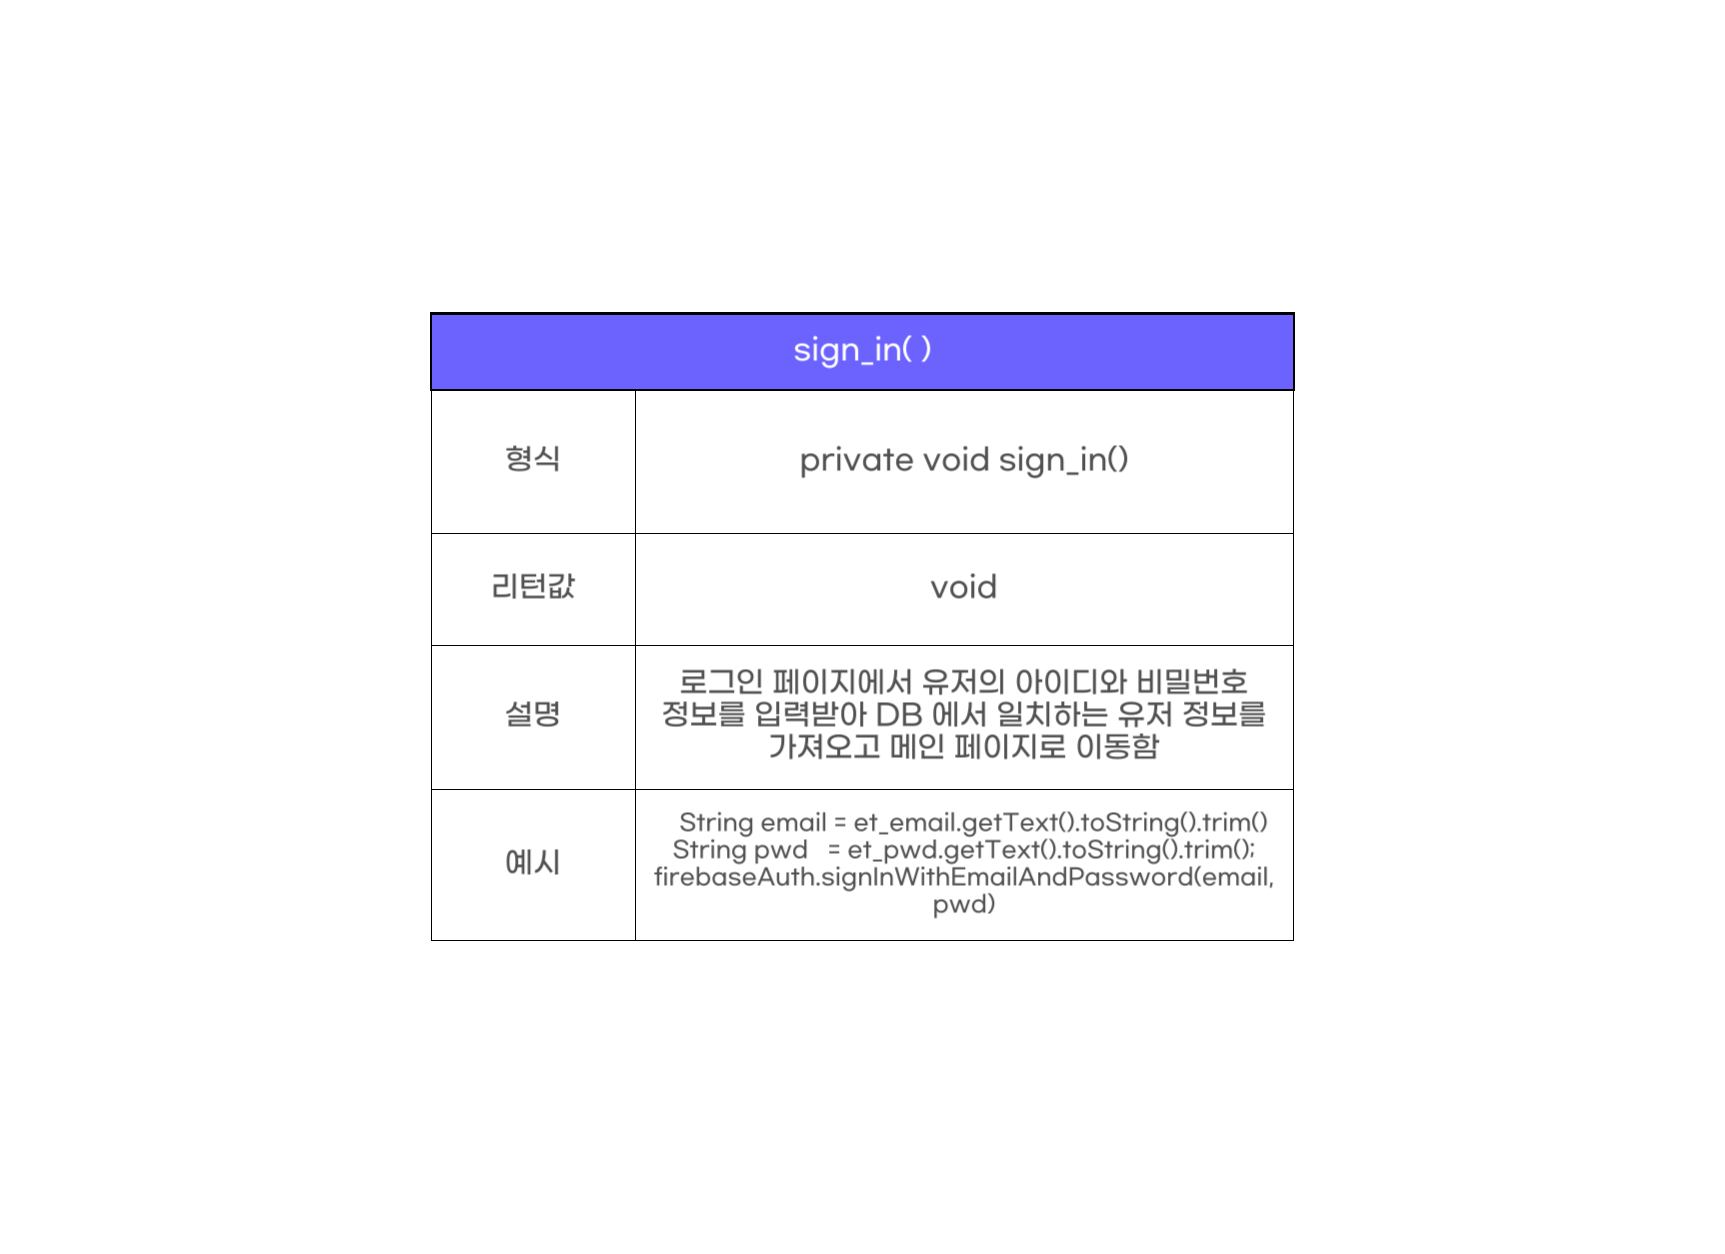 sign_in( )
형식
private void sign_in()
리턴값
void
설명
로그인 페이지에서 유저의 아이디와 비밀번호
정보를 입력받아 DB 에서 일치하는 유저 정보를
가져오고 메인 페이지로 이동함
예시
String email = et_email.getText().toString().trim()
String pwd   = et_pwd.getText().toString().trim();
firebaseAuth.signInWithEmailAndPassword(email,
pwd)